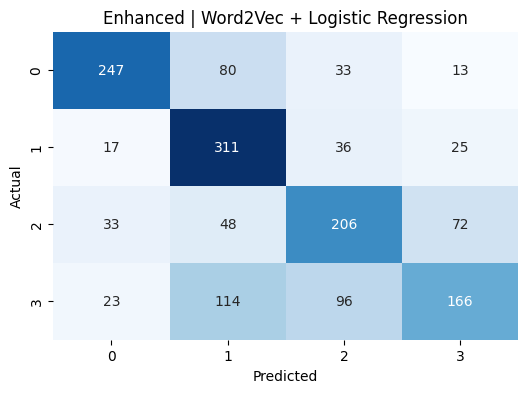 Enhanced | Word2Vec + Logistic Regression
Actual
0 247 80 33 13
1 17 311 36 25
2 33 48 206 72
3 23 114 96 166
0 1 2 3
Predicted